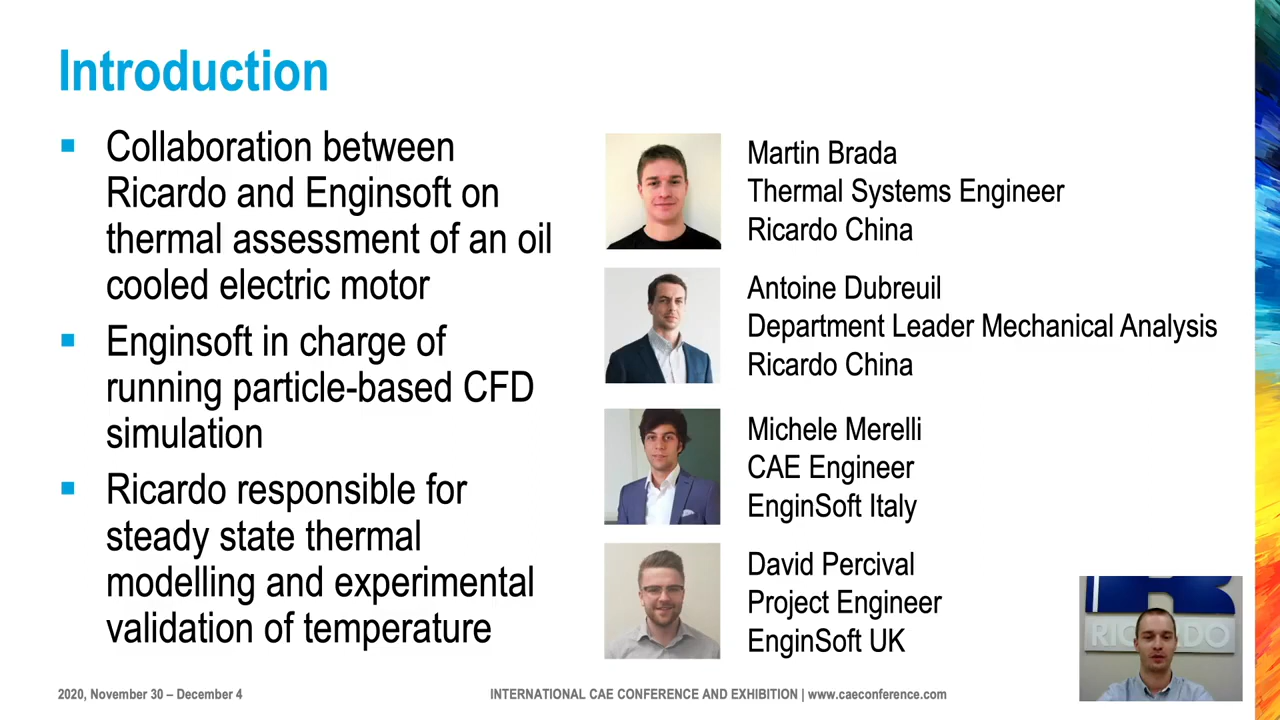 Introduction
Collaboration between
Ricardo and Enginsoft on
thermal assessment of an oil
cooled electric motor
Enginsoft in charge of
running particle-based CFD
simulation
Ricardo responsible for
steady state thermal
modelling and experimental
validation of temperature
Martin Brada
Thermal Systems Engineer
Ricardo China
Antoine Dubreuil
Department Leader Mechanical Analysis
Ricardo China
Michele Merelli
CAE Engineer
EnginSoft Italy
David Percival
Project Engineer
EnginSoft UK
RICARDO
2020, November 30 – December 4
INTERNATIONAL CAE CONFERENCE AND EXHIBITION | www.caeconference.com